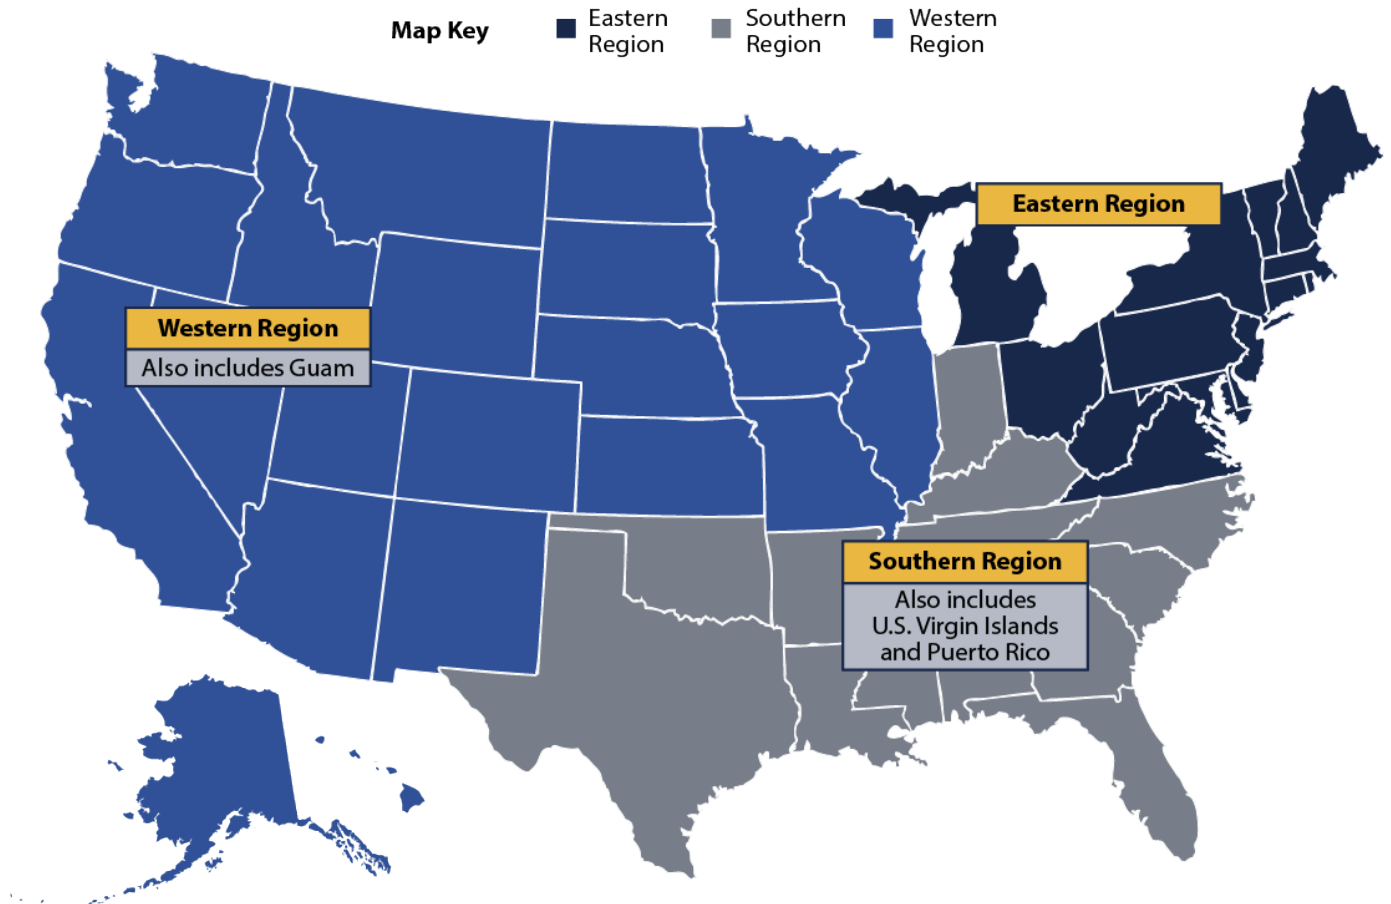 Map Key
Eastern
Region
Southern
Region
Western
Region
Eastern Region
Western Region
Also includes Guam
Southern Region
Also includes
U.S. Virgin Islands
and Puerto Rico